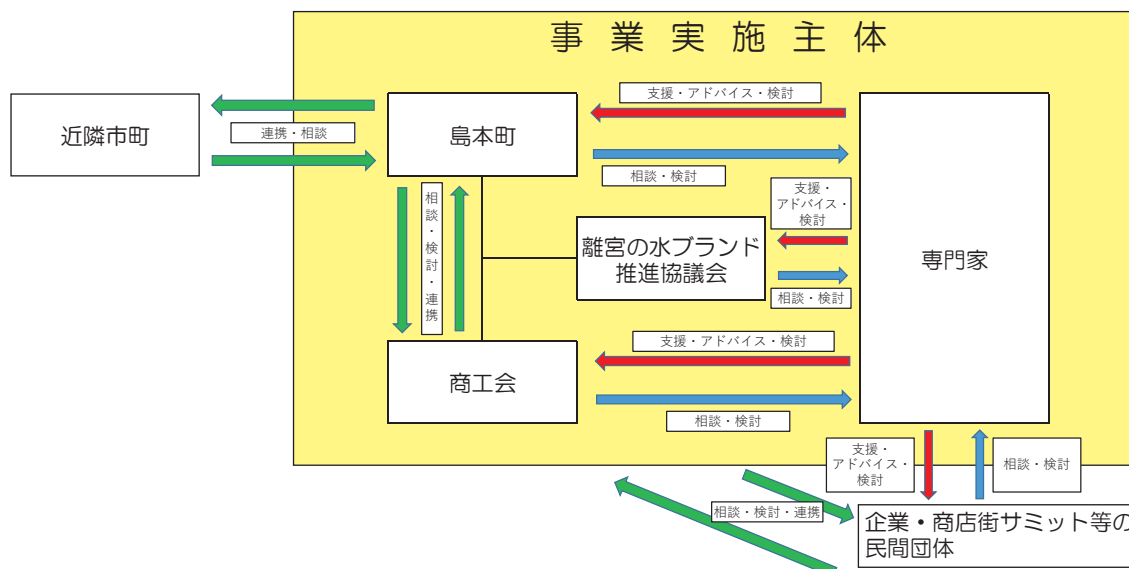 事業実施主体
支援・アドバイス・検討
近隣市町
連携・相談
島本町
相談・検討
相談・検討・連携
支援・
アドバイス・
検討
離宮の水ブランド
推進協議会
専門家
相談・検討
支援・アドバイス・検討
商工会
相談・検討
支援・
アドバイス・
検討
相談・検討
相談・検討・連携
企業・商店街サミット等の
民間団体